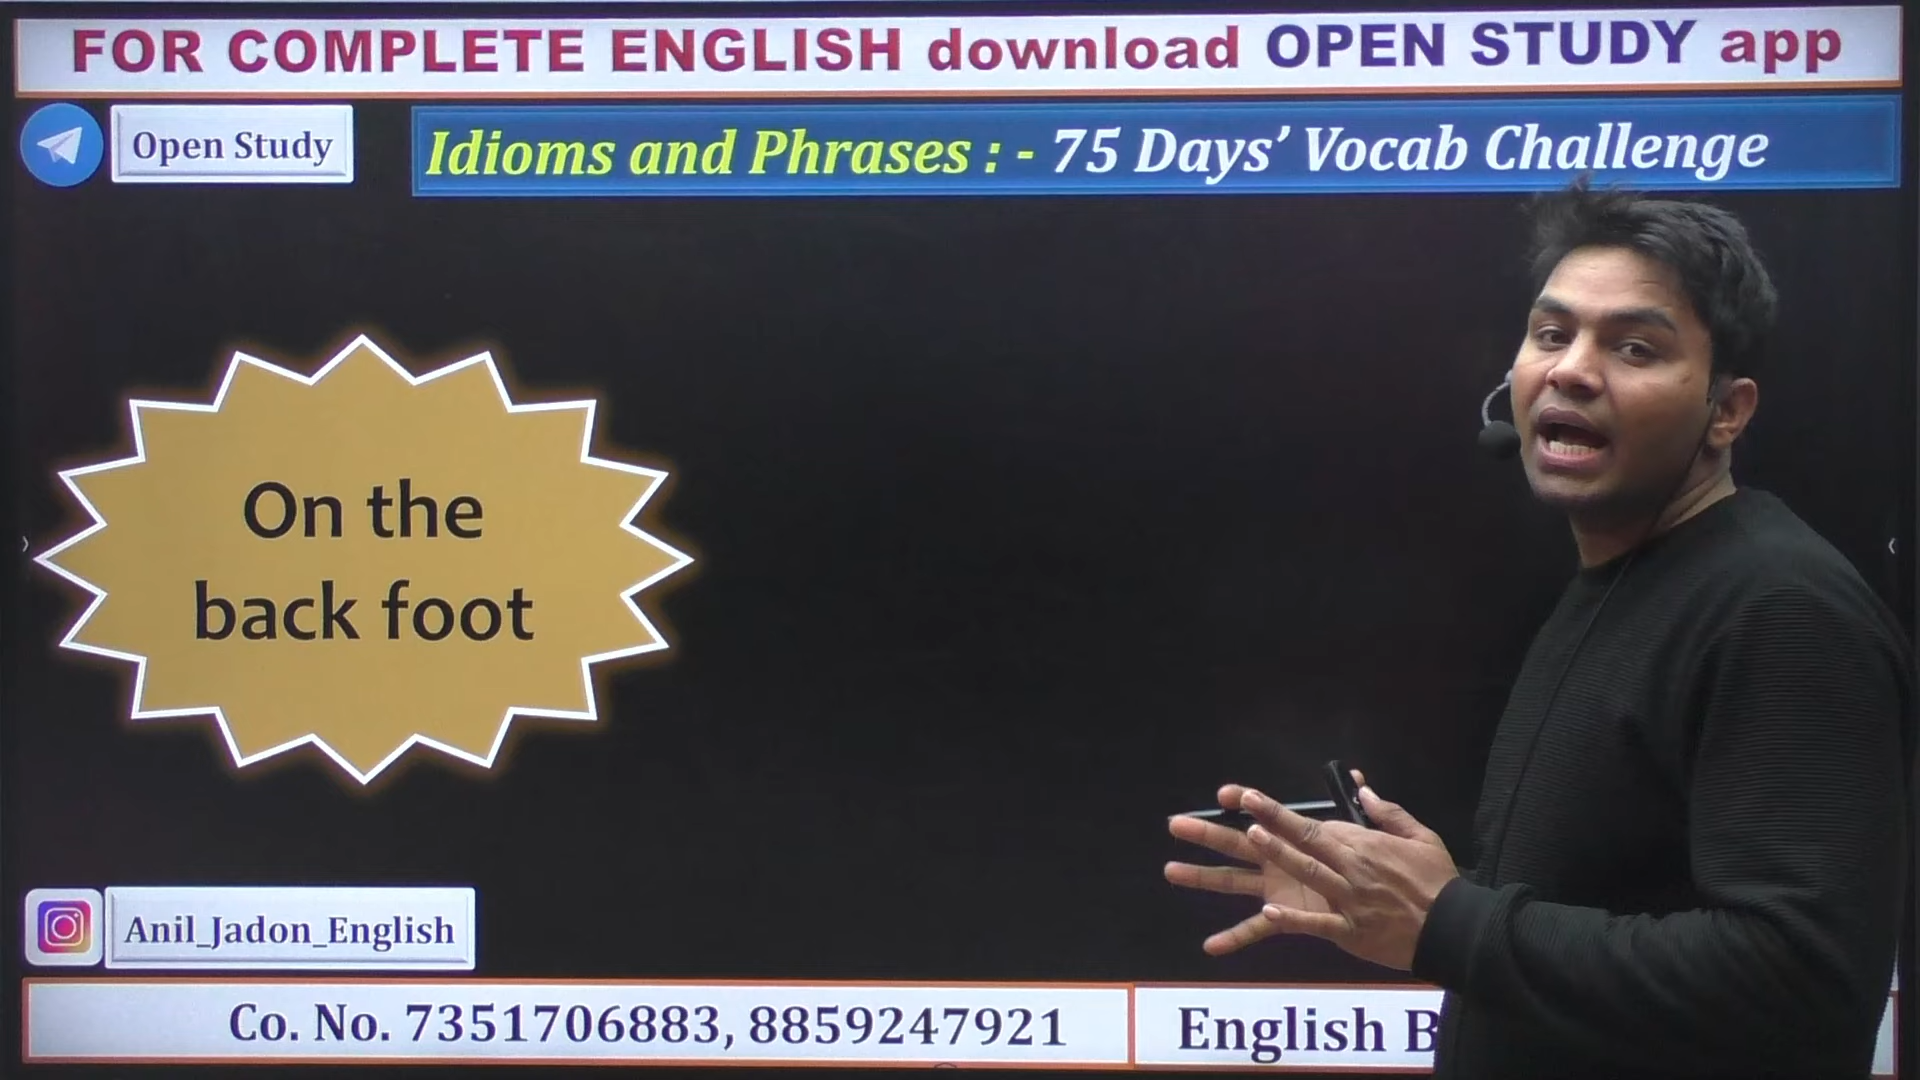 FOR COMPLETE ENGLISH download OPEN STUDY app
Open Study
Idioms and Phrases : - 75 Days’ Vocab Challenge
On the
back foot
Anil_Jadon_English
Co. No. 7351706883, 8859247921
English B